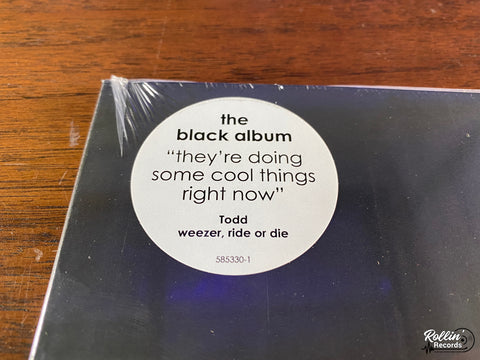 the
black album
“they’re doing
some cool things
right now”
Todd
weezer, ride or die
585330-1
Rollin'
Records